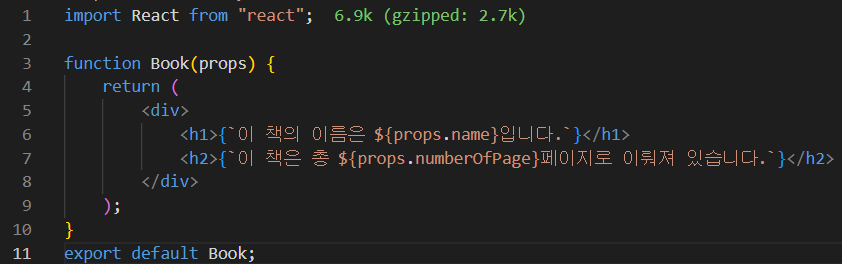 1 import React from "react"; 6.9k (gzipped: 2.7k)
2
3 function Book(props) {
4     return (
5         <div>
6             <h1>{`이 책의 이름은 ${props.name}입니다.`}</h1>
7             <h2>{`이 책은 총 ${props.numberOfPage}페이지로 이뤄져 있습니다.`}</h2>
8         </div>
9     );
10 }
11 export default Book;